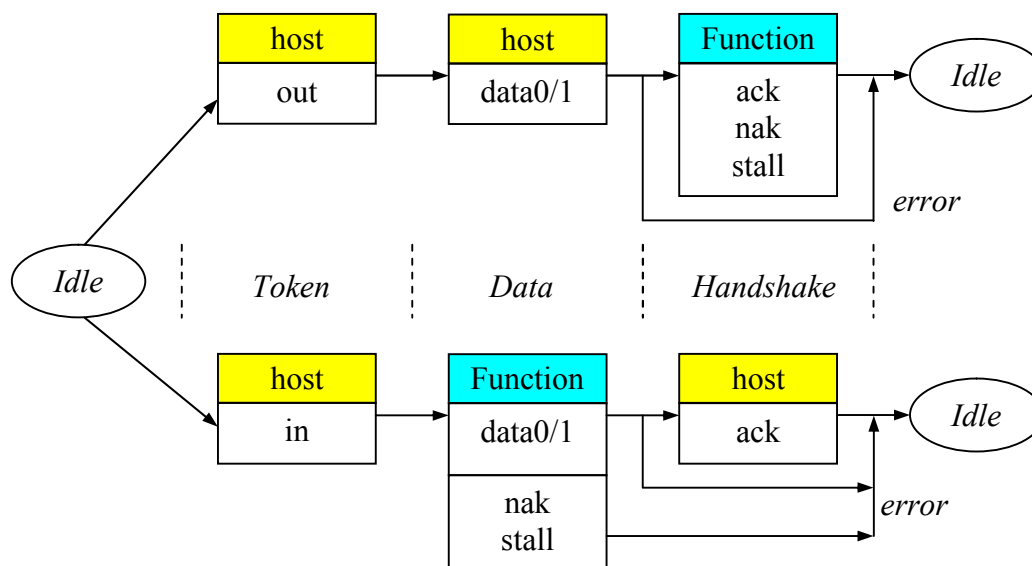 host
out
host
data0/1
Function
ack
nak
stall
Idle
error
Idle
Token
Data
Handshake
host
in
Function
data0/1
nak
stall
host
ack
Idle
error